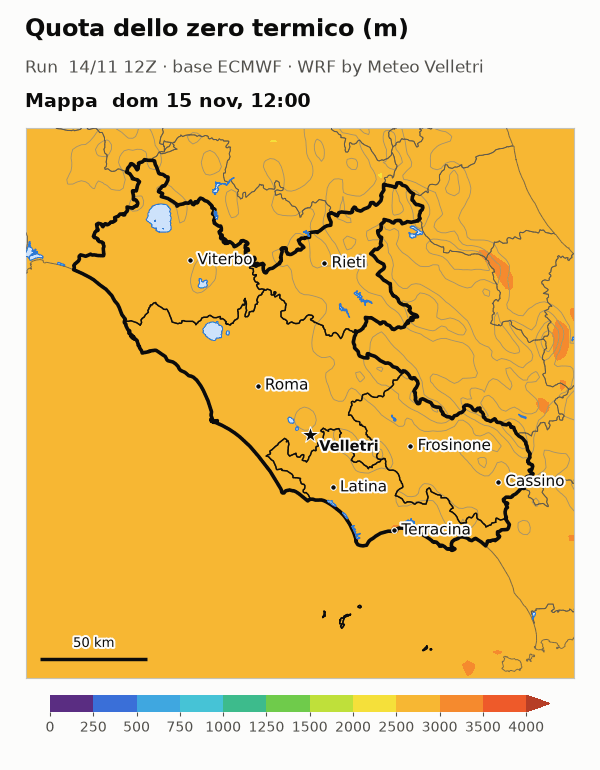 Quota dello zero termico (m)
Run  14/11 12Z · base ECMWF · WRF by Meteo Velletri
Mappa  dom 15 nov, 12:00
Viterbo
Rieti
Roma
Velletri
Frosinone
Latina
Cassino
Terracina
50 km
0 250 500 750 1000 1250 1500 2000 2500 3000 3500 4000